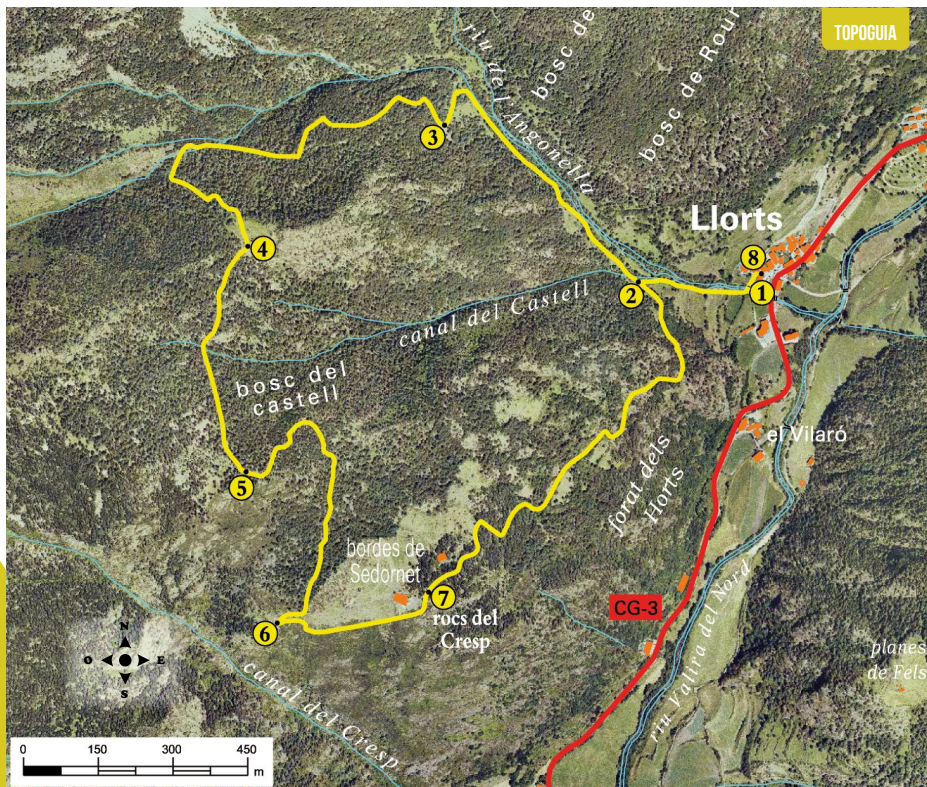 TOPOGUIA
bosc de
bosc de Rour
riu de l'Angonella
3
Llorts
4
8
2
1
canal del Castell
bosc del
castell
el Vilaró
5
forat dels
Horts
bordes de
Sedornet
7
CG-3
rocs del
Cresp
6
riu Valira del Nord
planes
de Fels
N
O
E
S
canal del Cresp
0
150
300
450
m